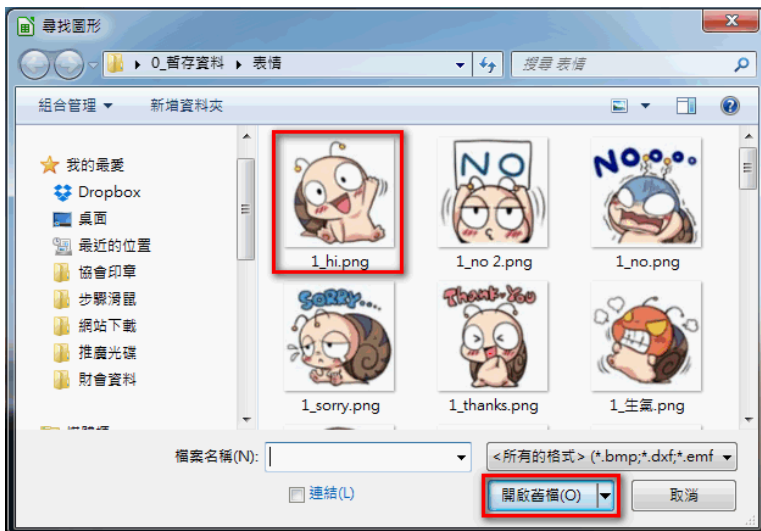 尋找圖形
0_暫存資料 ▸ 表情
搜尋 表情
組合管理 新增資料夾
我的最愛
Dropbox
桌面
最近的位置
協會印章
步驟滑鼠
網站下載
推廣光碟
財會資料
NO
NO
1_hi.png 1_no 2.png 1_no.png
SORRY...
Thank-You
1_sorry.png 1_thanks.png 1_生氣.png
檔案名稱(N):
<所有的格式> (*.bmp;*.dxf;*.emf
連結(L)
開啟舊檔(O) 取消